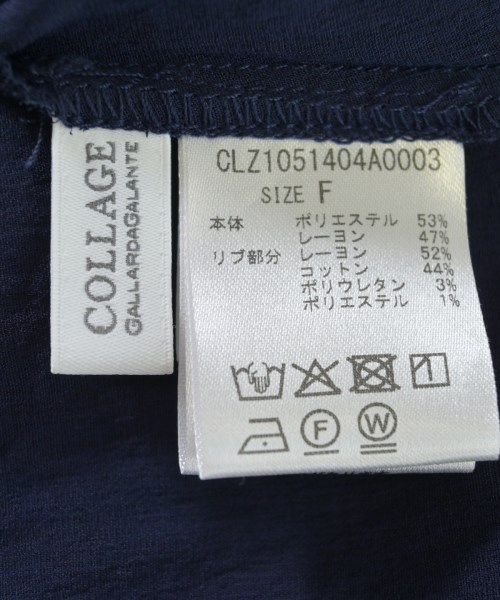 COLLAGE
GALLARDAGALANTE
CLZ1051404A0003
SIZE F
本体 ポリエステル 53%
レーヨン 47%
リブ部分 レーヨン 52%
コットン 44%
ポリウレタン 3%
ポリエステル 1%
F W